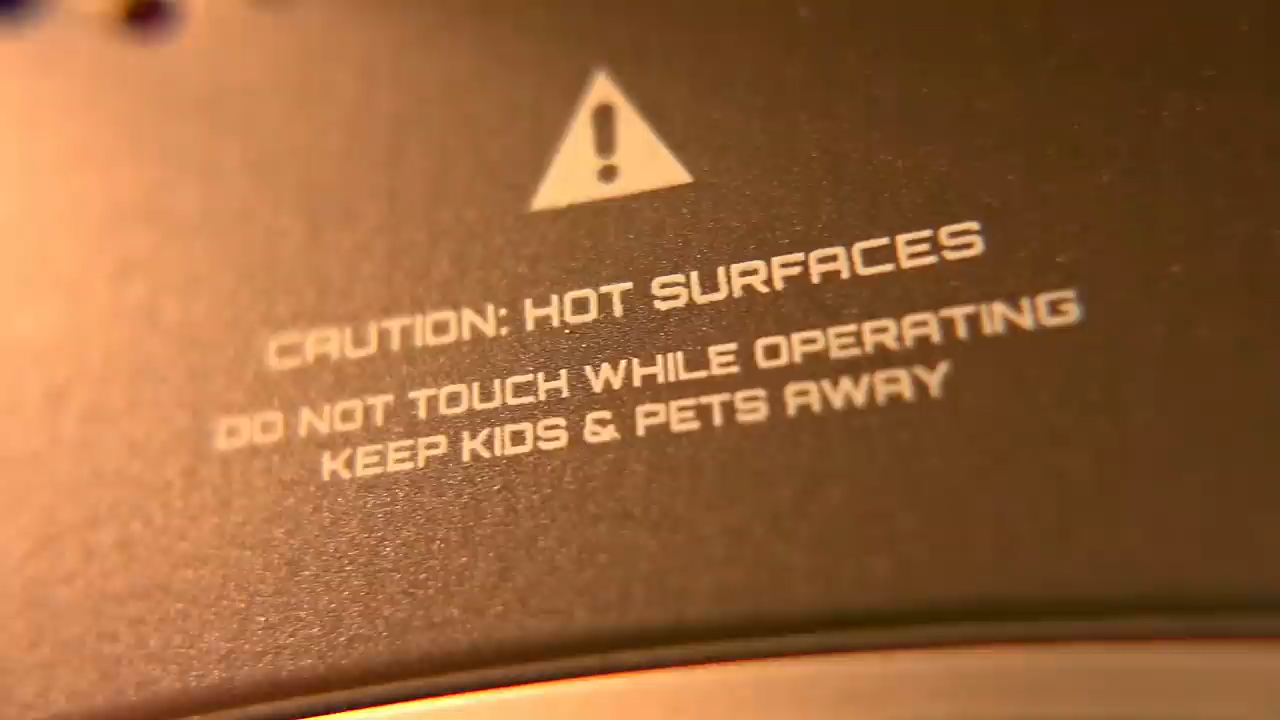 CAUTION: HOT SURFACES
DO NOT TOUCH WHILE OPERATING
KEEP KIDS & PETS AWAY